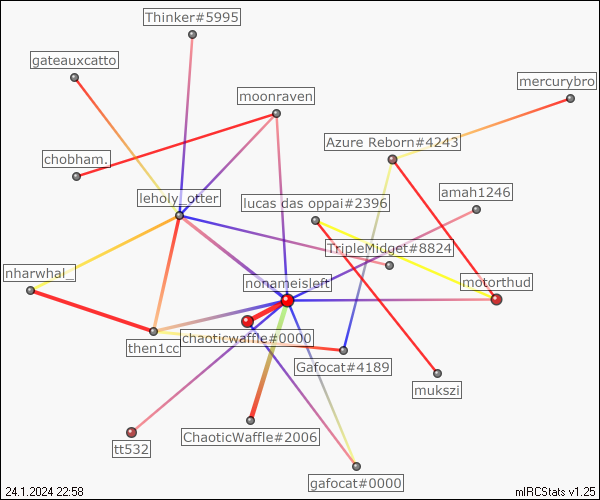 Thinker#5995
gateauxcatto
mercurybro
moonraven
Azure Reborn#4243
chobham.
amah1246
leholy_otter
lucas das oppai#2396
TripleMidget#8824
nharwhal_
nonameisleft
motorthud
chaoticwaffle#0000
then1cc
Gafocat#4189
mukszi
ChaoticWaffle#2006
tt532
gafocat#0000
24.1.2024 22:58
mIRCStats v1.25